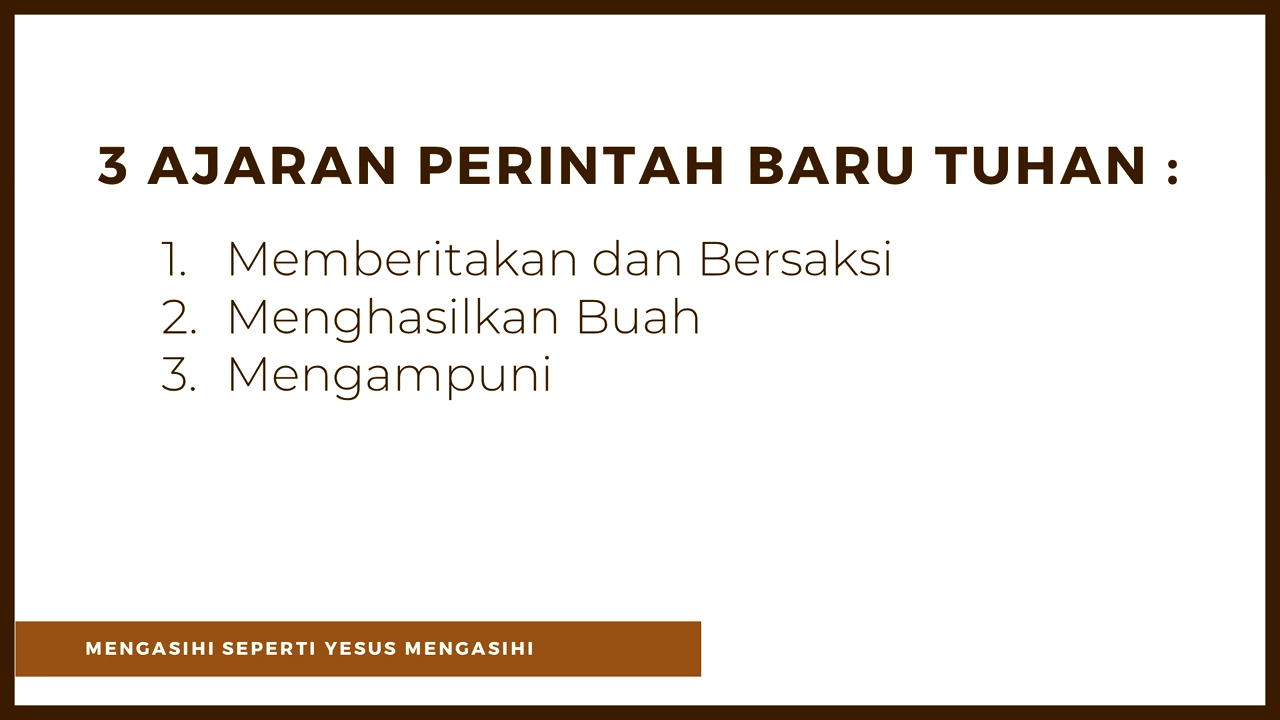 3 AJARAN PERINTAH BARU TUHAN :
1. Memberitakan dan Bersaksi
2. Menghasilkan Buah
3. Mengampuni
MENGASIHI SEPERTI YESUS MENGASIHI